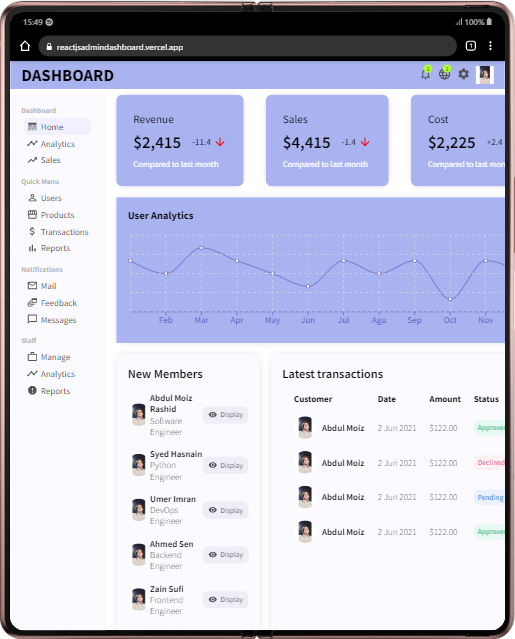 15:49
100%
reactjsadmindashboard.vercel.app
1
DASHBOARD
2
2
Dashboard
Home
Analytics
Sales
Quick Menu
Users
Products
Transactions
Reports
Notifications
Mail
Feedback
Messages
Staff
Manage
Analytics
Reports
Revenue
$2,415 -11.4
Compared to last month
Sales
$4,415 -1.4
Compared to last month
Cost
$2,225 +2.4
Compared to last mon
User Analytics
Feb Mar Apr May Jun Jul Agu Sep Oct Nov
New Members
Abdul Moiz
Rashid
Software
Engineer
Display
Syed Hasnain
Python
Engineer
Display
Umer Imran
DevOps
Engineer
Display
Ahmed Sen
Backend
Engineer
Display
Zain Sufi
Frontend
Engineer
Display
Latest transactions
Customer Date Amount Status
Abdul Moiz 2 Jun 2021 $122.00 Approve
Abdul Moiz 2 Jun 2021 $122.00 Declined
Abdul Moiz 2 Jun 2021 $122.00 Pending
Abdul Moiz 2 Jun 2021 $122.00 Approve